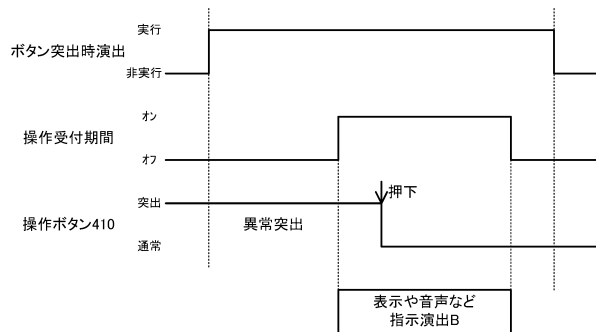 実行
ボタン突出時演出
非実行
オン
操作受付期間
オフ
突出
押下
操作ボタン410
異常突出
通常
表示や音声など
指示演出B